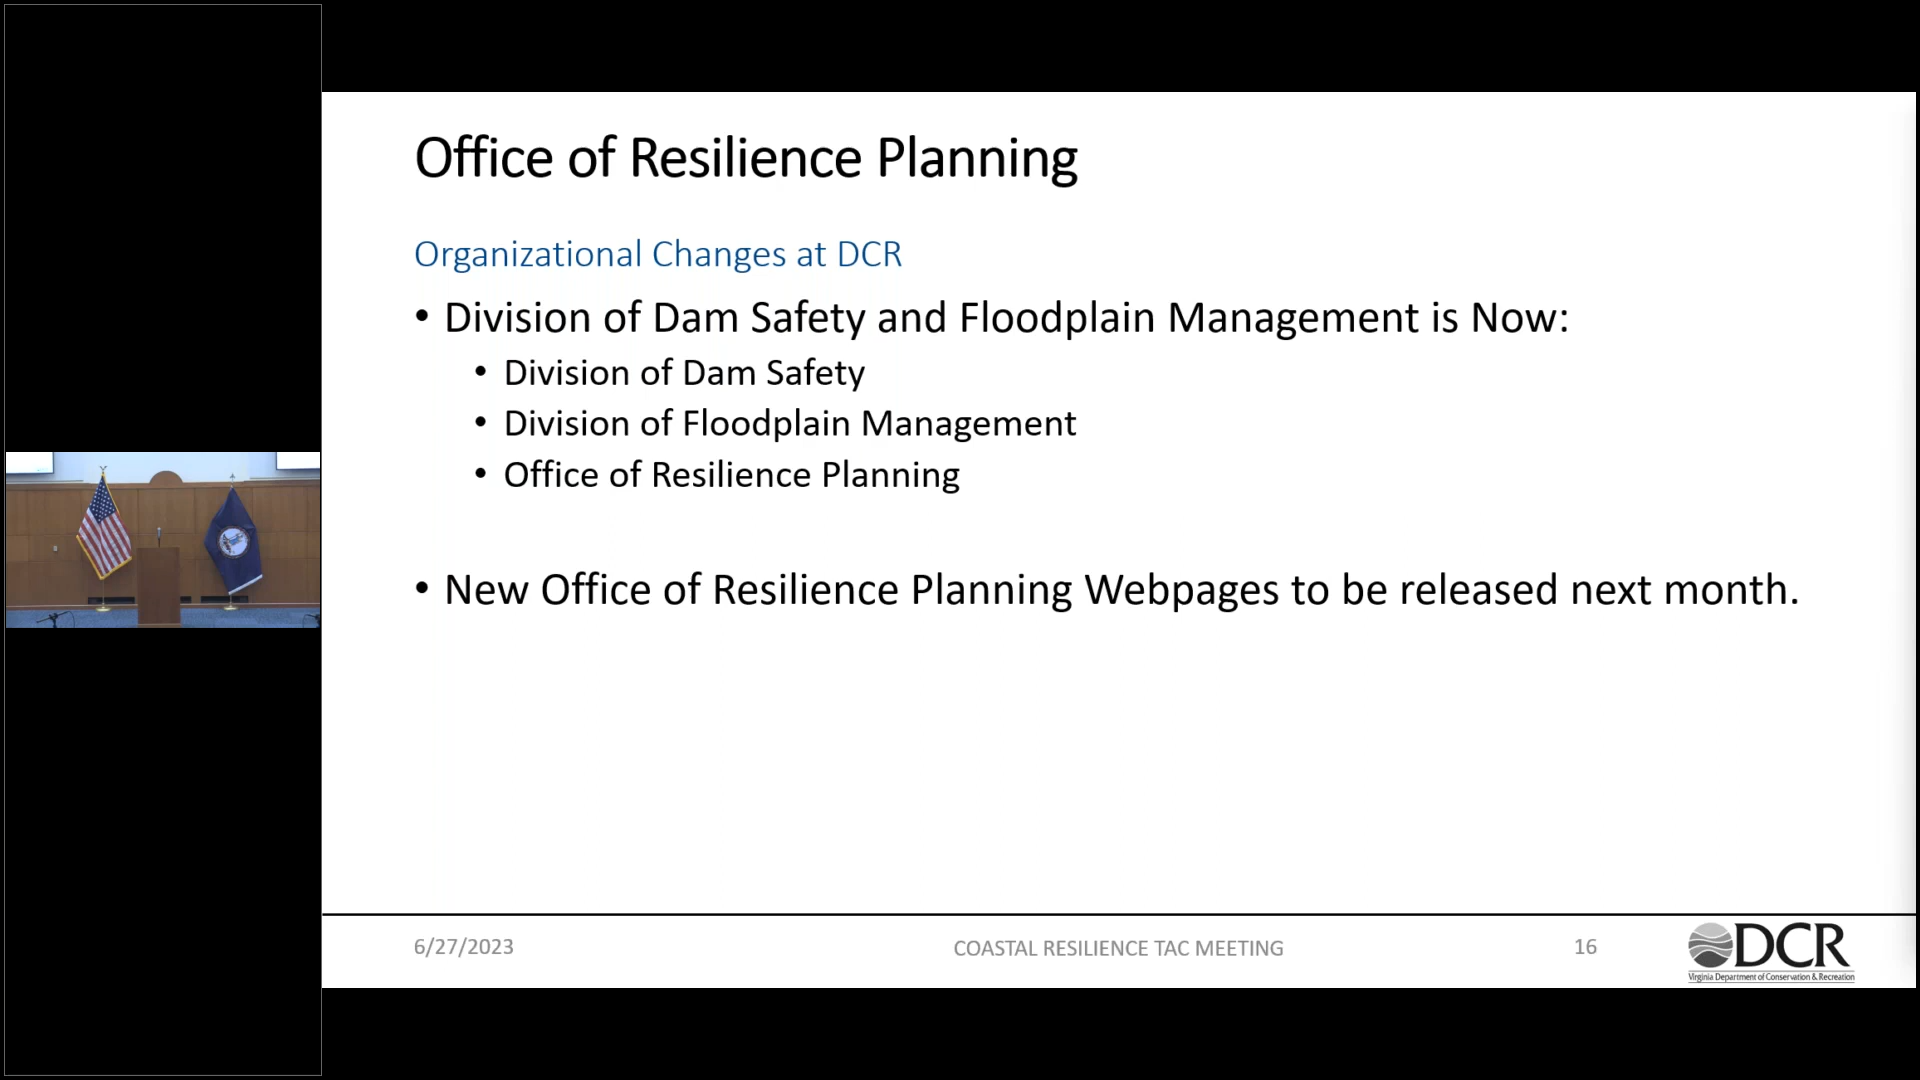 Office of Resilience Planning
Organizational Changes at DCR
• Division of Dam Safety and Floodplain Management is Now:
• Division of Dam Safety
• Division of Floodplain Management
• Office of Resilience Planning
• New Office of Resilience Planning Webpages to be released next month.
6/27/2023
COASTAL RESILIENCE TAC MEETING
16
DCR
Virginia Department of Conservation & Recreation